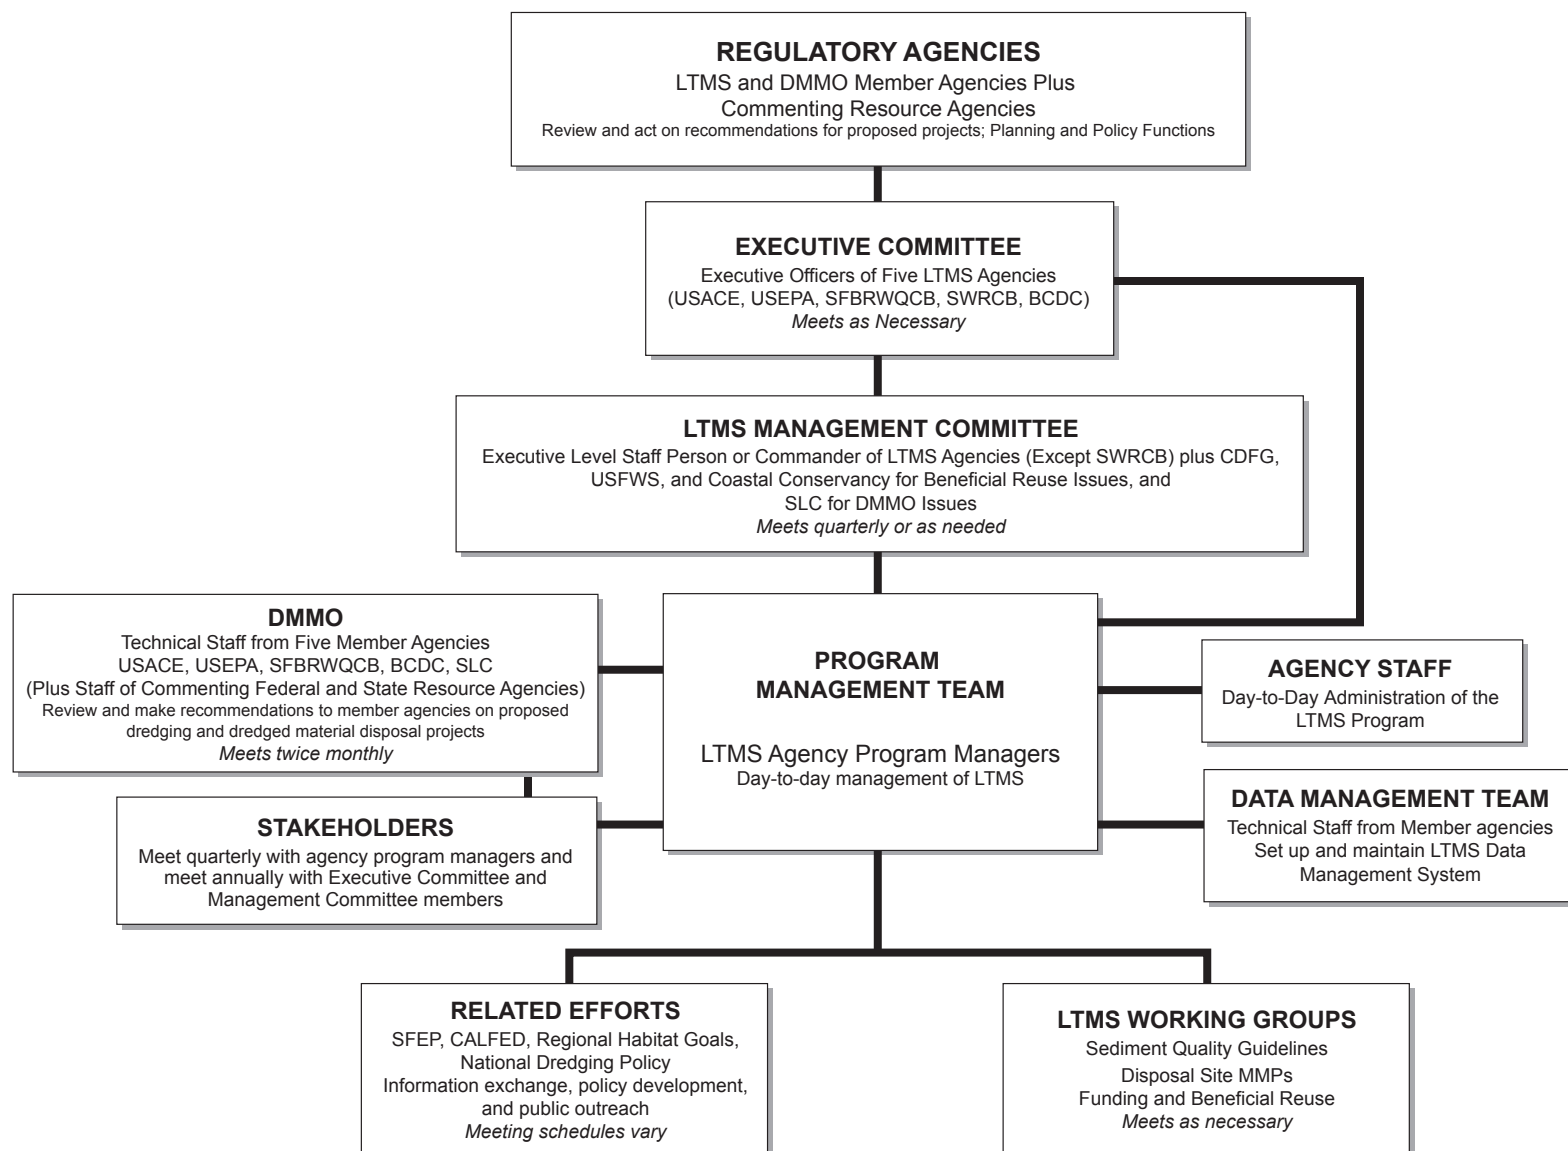 REGULATORY AGENCIES
LTMS and DMMO Member Agencies Plus
Commenting Resource Agencies
Review and act on recommendations for proposed projects; Planning and Policy Functions
EXECUTIVE COMMITTEE
Executive Officers of Five LTMS Agencies
(USACE, USEPA, SFBRWQCB, SWRCB, BCDC)
Meets as Necessary
LTMS MANAGEMENT COMMITTEE
Executive Level Staff Person or Commander of LTMS Agencies (Except SWRCB) plus CDFG,
USFWS, and Coastal Conservancy for Beneficial Reuse Issues, and
SLC for DMMO Issues
Meets quarterly or as needed
DMMO
Technical Staff from Five Member Agencies
USACE, USEPA, SFBRWQCB, BCDC, SLC
(Plus Staff of Commenting Federal and State Resource Agencies)
Review and make recommendations to member agencies on proposed
dredging and dredged material disposal projects
Meets twice monthly
PROGRAM
MANAGEMENT TEAM
LTMS Agency Program Managers
Day-to-day management of LTMS
AGENCY STAFF
Day-to-Day Administration of the
LTMS Program
STAKEHOLDERS
Meet quarterly with agency program managers and
meet annually with Executive Committee and
Management Committee members
DATA MANAGEMENT TEAM
Technical Staff from Member agencies
Set up and maintain LTMS Data
Management System
RELATED EFFORTS
SFEP, CALFED, Regional Habitat Goals,
National Dredging Policy
Information exchange, policy development,
and public outreach
Meeting schedules vary
LTMS WORKING GROUPS
Sediment Quality Guidelines
Disposal Site MMPs
Funding and Beneficial Reuse
Meets as necessary